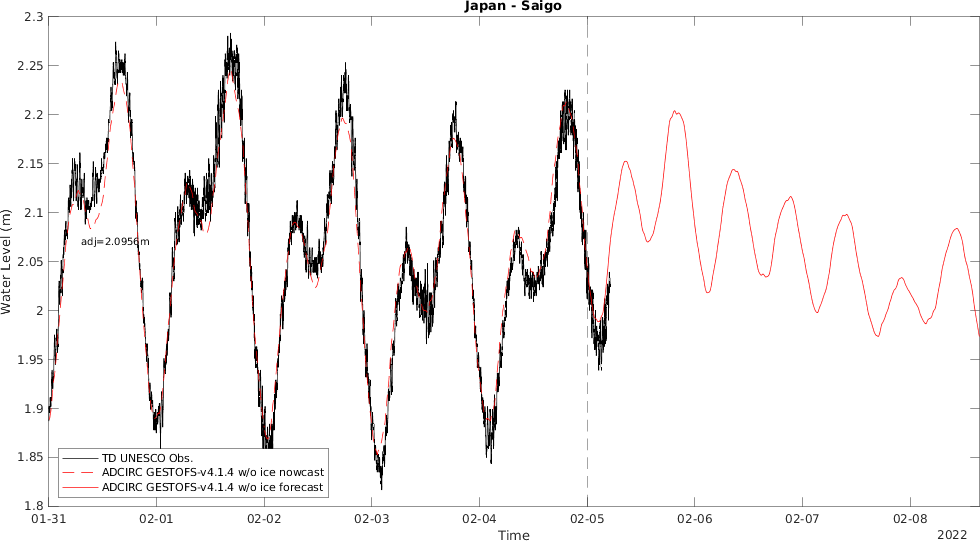 Japan - Saigo
2.3
2.25
2.2
2.15
2.1
2.05
2
1.95
1.9
1.85
1.8
Water Level (m)
adj=2.0956m
TD UNESCO Obs.
ADCIRC GESTOFS-v4.1.4 w/o ice nowcast
ADCIRC GESTOFS-v4.1.4 w/o ice forecast
01-31 02-01 02-02 02-03 02-04 02-05 02-06 02-07 02-08
Time
2022